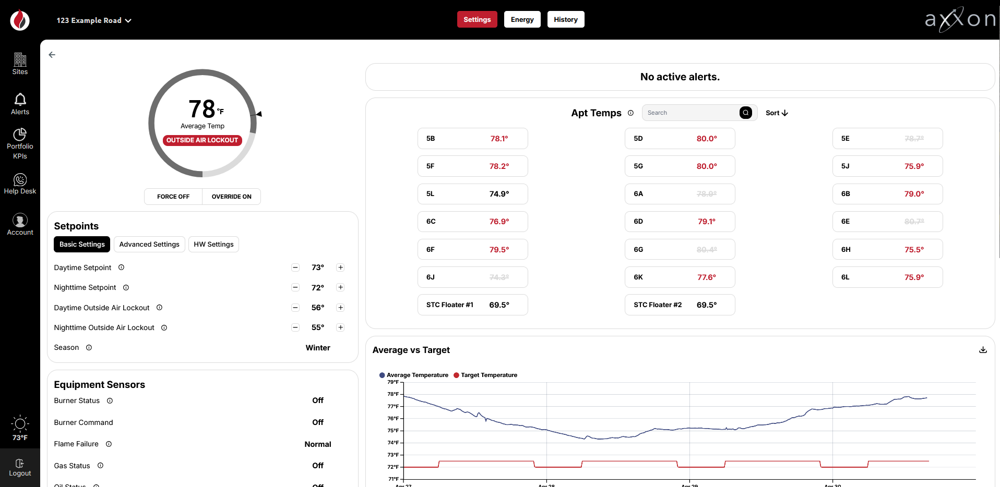 123 Example Road
Settings
Energy
History
axxon
Sites
Alerts
Portfolio
KPIs
Help Desk
Account
73°F
Logout
78°F
Average Temp
OUTSIDE AIR LOCKOUT
FORCE OFF
OVERRIDE ON
Setpoints
Basic Settings
Advanced Settings
HW Settings
Daytime Setpoint 73°
Nighttime Setpoint 72°
Daytime Outside Air Lockout 56°
Nighttime Outside Air Lockout 55°
Season Winter
Equipment Sensors
Burner Status Off
Burner Command Off
Flame Failure Normal
Gas Status Off
Oil Status Off
No active alerts.
Apt Temps
Search
Sort
5B 78.1°
5D 80.0°
5E 78.7°
5F 78.2°
5G 80.0°
5J 75.9°
5L 74.9°
6A 78.9°
6B 79.0°
6C 76.9°
6D 79.1°
6E 80.7°
6F 79.5°
6G 80.4°
6H 75.5°
6J 74.3°
6K 77.6°
6L 75.9°
STC Floater #1 69.5°
STC Floater #2 69.5°
Average vs Target
Average Temperature
Target Temperature
79°F
78°F
77°F
76°F
75°F
74°F
73°F
72°F
71°F
Apr 27
Apr 28
Apr 29
Apr 30